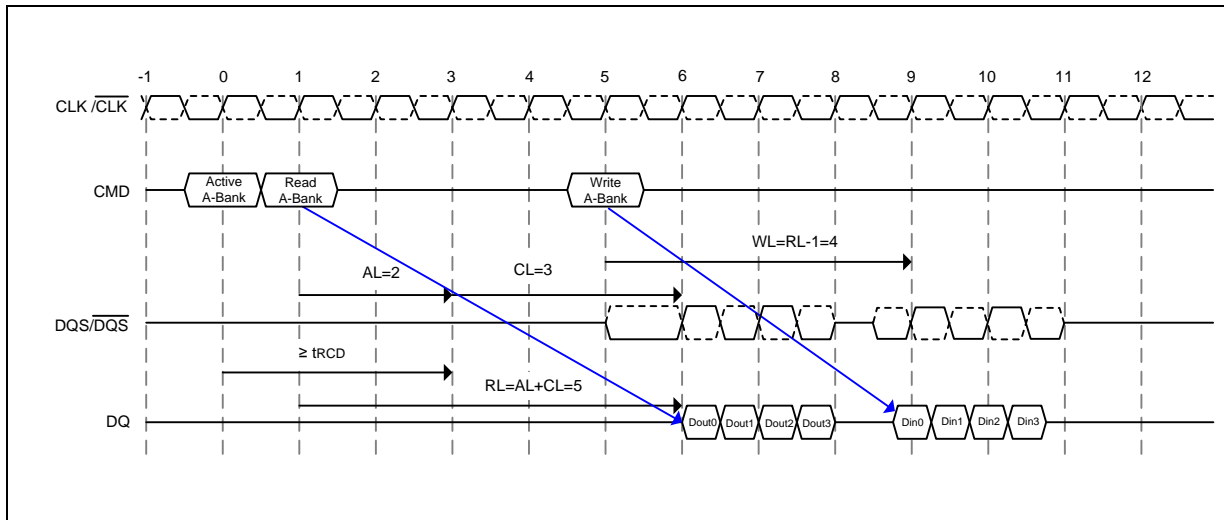 -1 0 1 2 3 4 5 6 7 8 9 10 11 12
CLK /CLK
CMD
Active
A-Bank
Read
A-Bank
Write
A-Bank
WL=RL-1=4
AL=2
CL=3
DQS/DQS
≥ tRCD
RL=AL+CL=5
DQ
Dout0 Dout1 Dout2 Dout3 Din0 Din1 Din2 Din3